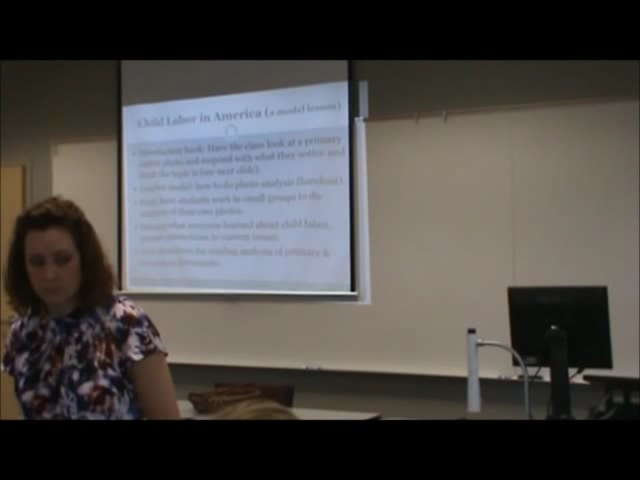 Child Labor in America (a model lesson)
Introduction hook: Have the class look at a primary
source photo and respond with what they notice and
think the topic is (see next slide).
model how to do photo analysis (handout)
have students work in small groups to do
analysis of their own photos.
what everyone learned about child labor,
connections to current issues.
for reading analysis of primary &